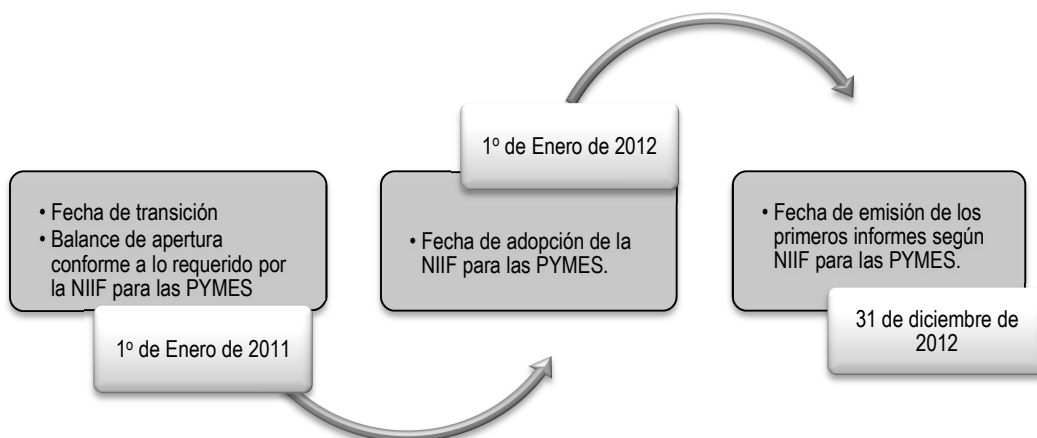 • Fecha de transición
• Balance de apertura
conforme a lo requerido por
la NIIF para las PYMES
1º de Enero de 2011
1º de Enero de 2012
• Fecha de adopción de la
NIIF para las PYMES.
• Fecha de emisión de los
primeros informes según
NIIF para las PYMES.
31 de diciembre de
2012